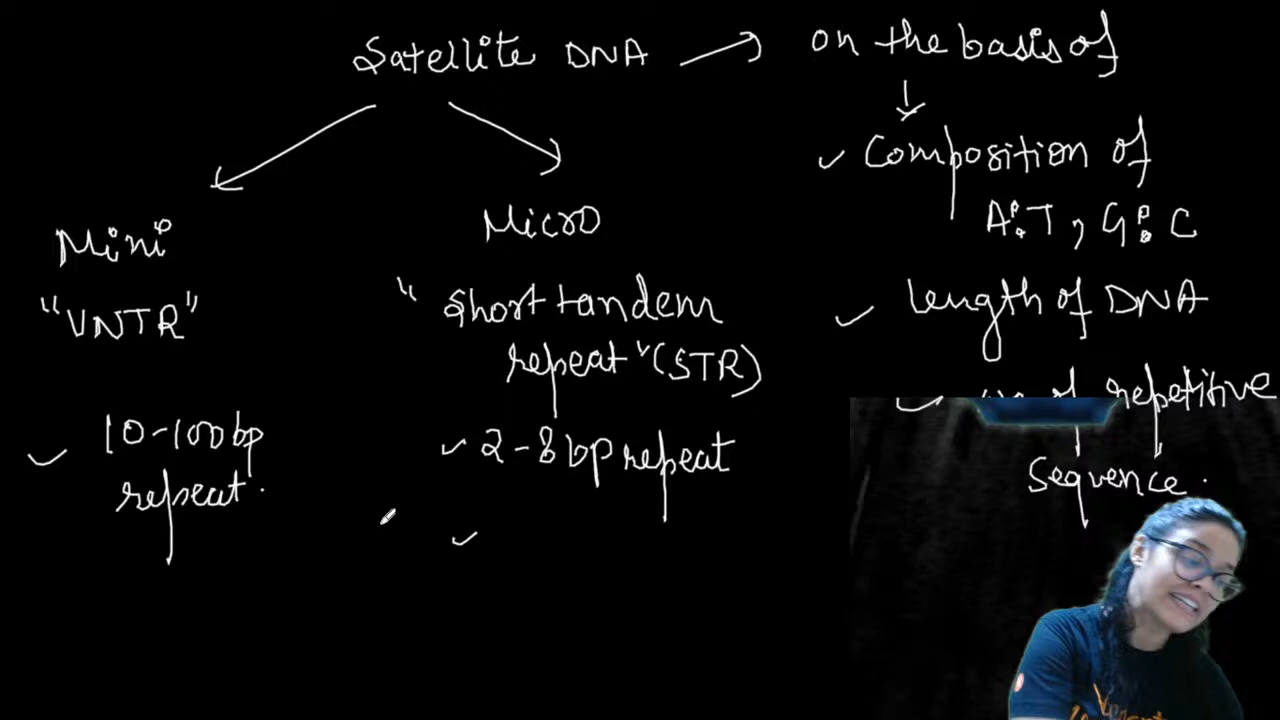 Satellite DNA → on the basis of
↓
✓ Composition of
A:T, G:C
✓ length of DNA
✓ of repetitive
Sequence.
Mini
"VNTR"
✓ 10-100bp
repeat.
Micro
"Short tandem
repeat" (STR)
✓ 2-8 bp repeat
✓